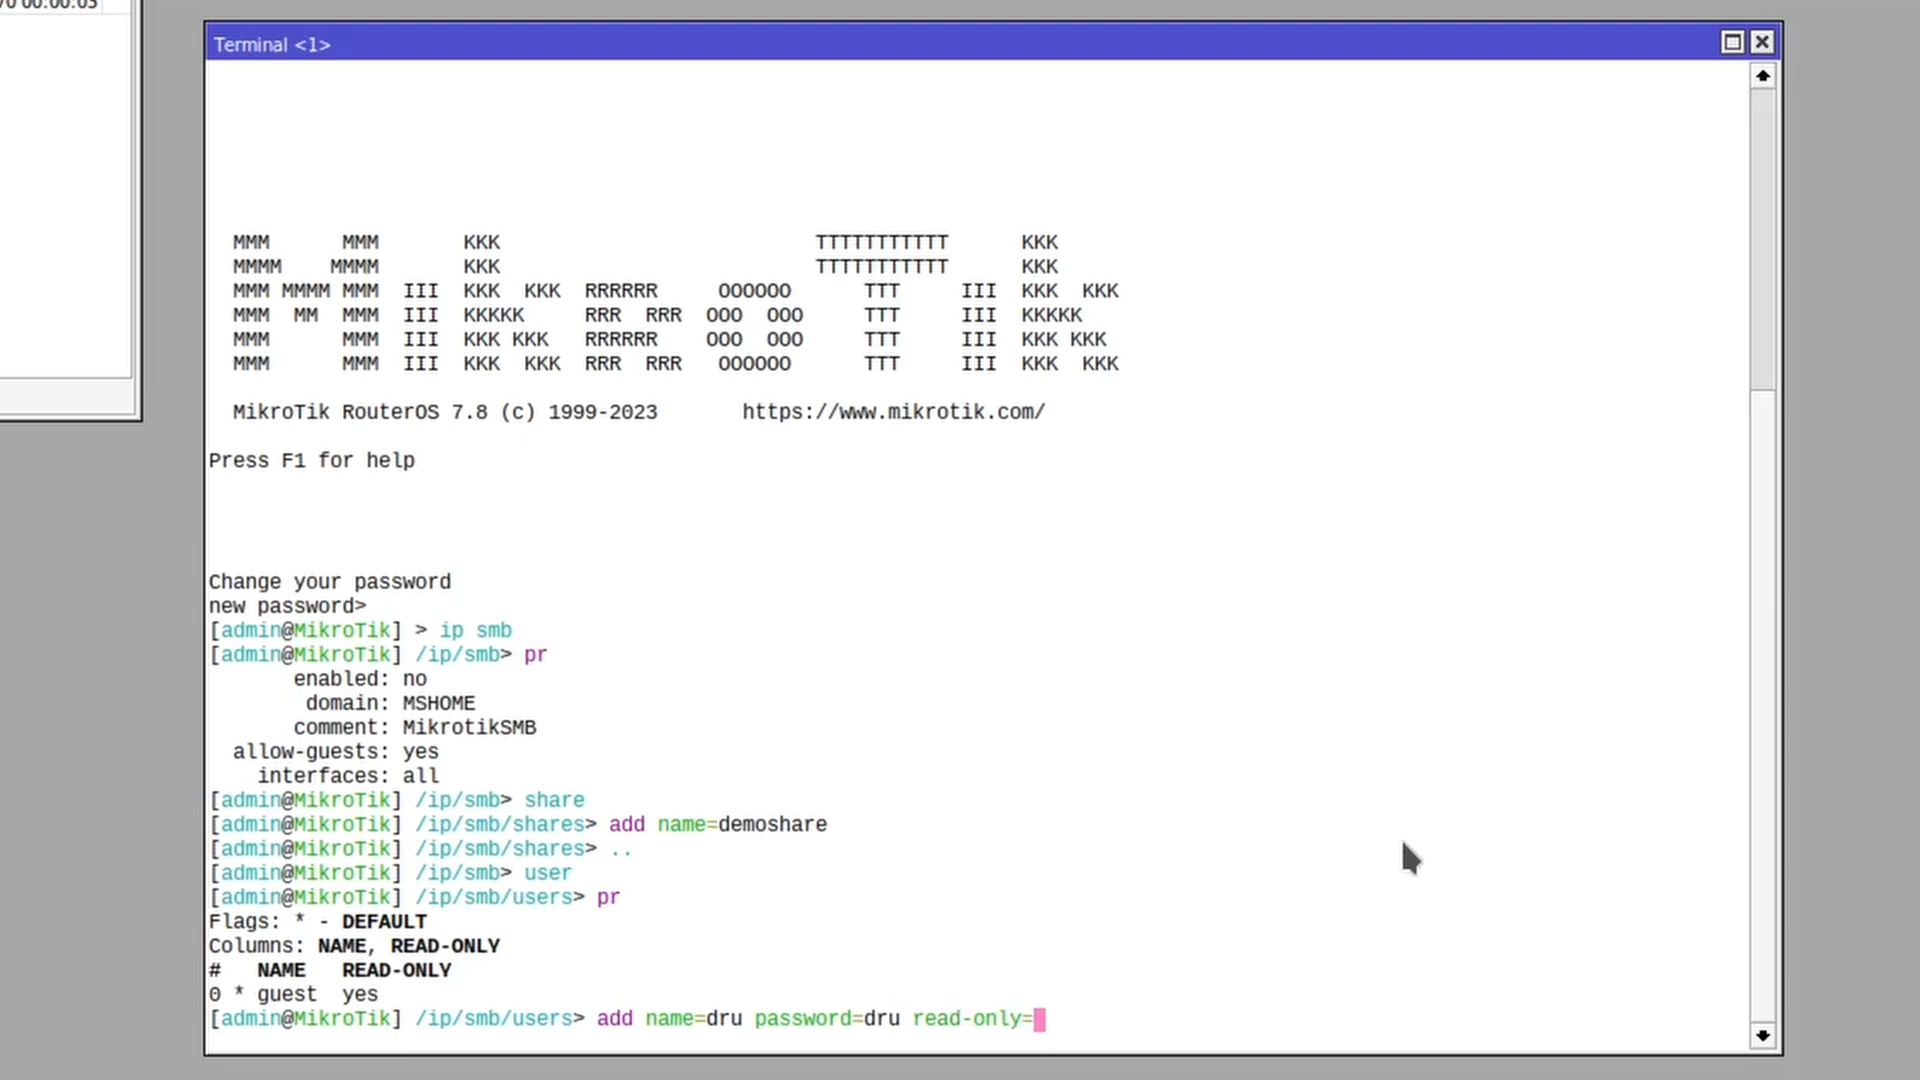 70 00:00:03
Terminal <1>
MMM      MMM       KKK                          TTTTTTTTTTT      KKK
MMMM    MMMM       KKK                          TTTTTTTTTTT      KKK
MMM MMMM MMM  III  KKK  KKK  RRRRRR     OOOOOO      TTT     III  KKK  KKK
MMM  MM  MMM  III  KKKKK     RRR  RRR  OOO  OOO     TTT     III  KKKKK
MMM      MMM  III  KKK KKK   RRRRRR    OOO  OOO     TTT     III  KKK KKK
MMM      MMM  III  KKK  KKK  RRR  RRR   OOOOOO      TTT     III  KKK  KKK
MikroTik RouterOS 7.8 (c) 1999-2023       https://www.mikrotik.com/
Press F1 for help
Change your password
new password>
[admin@MikroTik] > ip smb
[admin@MikroTik] /ip/smb> pr
enabled: no
domain: MSHOME
comment: MikrotikSMB
allow-guests: yes
interfaces: all
[admin@MikroTik] /ip/smb> share
[admin@MikroTik] /ip/smb/shares> add name=demoshare
[admin@MikroTik] /ip/smb/shares> ..
[admin@MikroTik] /ip/smb> user
[admin@MikroTik] /ip/smb/users> pr
Flags: * - DEFAULT
Columns: NAME, READ-ONLY
#   NAME   READ-ONLY
0 * guest  yes
[admin@MikroTik] /ip/smb/users> add name=dru password=dru read-only=